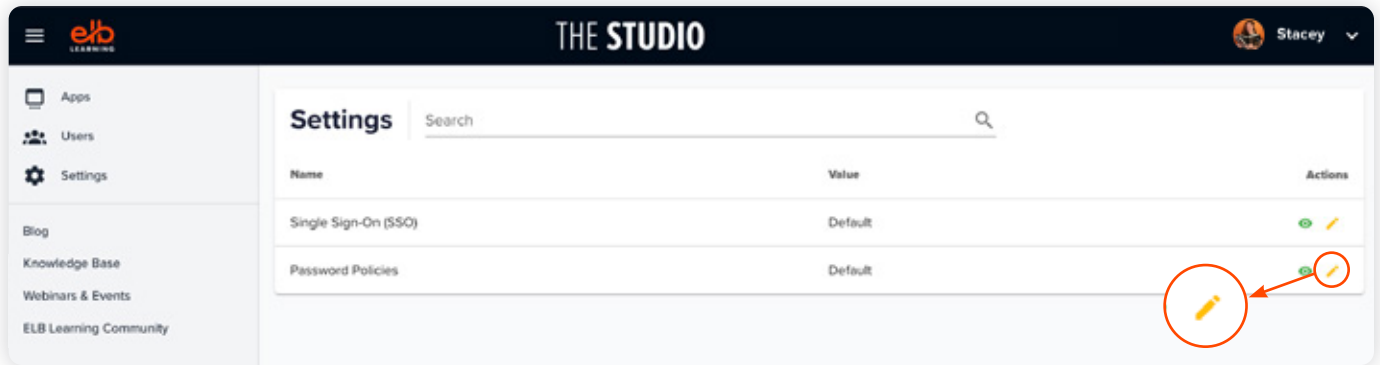 elb
LEARNING
THE STUDIO
Stacey
Apps
Users
Settings
Blog
Knowledge Base
Webinars & Events
ELB Learning Community
Settings
Search
Name Value Actions
Single Sign-On (SSO) Default
Password Policies Default